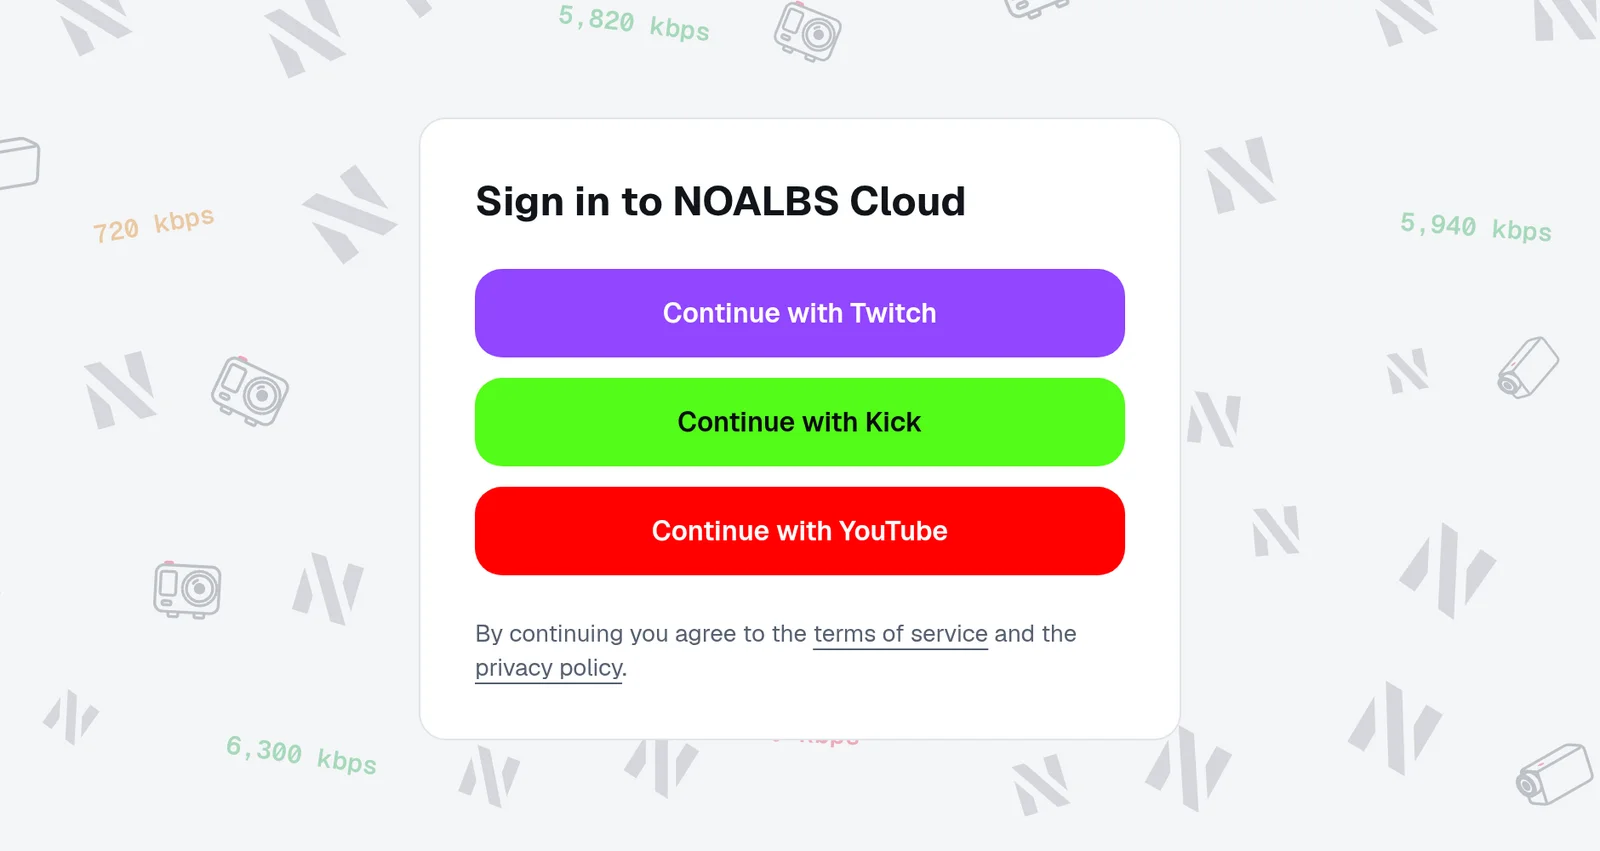 5,820 kbps
720 kbps
5,940 kbps
Sign in to NOALBS Cloud
Continue with Twitch
Continue with Kick
Continue with YouTube
By continuing you agree to the terms of service and the
privacy policy.
6,300 kbps
kbps